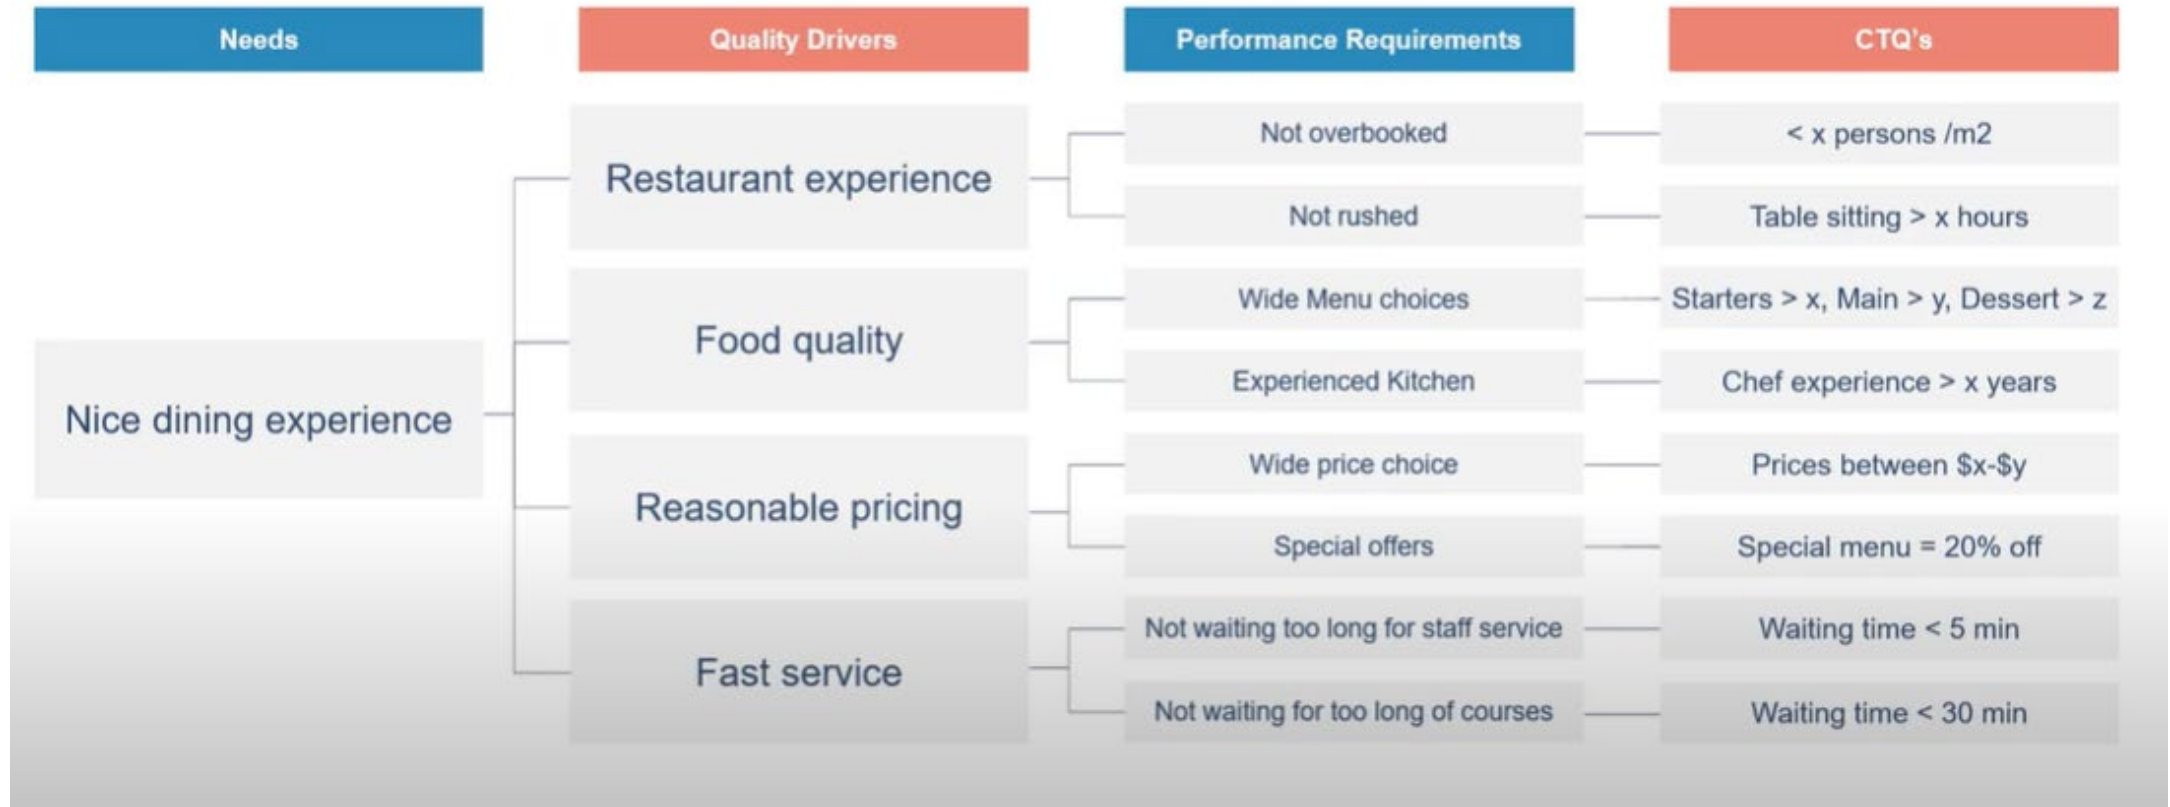 Needs
Quality Drivers
Performance Requirements
CTQ's
Nice dining experience
Restaurant experience
Not overbooked
< x persons /m2
Not rushed
Table sitting > x hours
Food quality
Wide Menu choices
Starters > x, Main > y, Dessert > z
Experienced Kitchen
Chef experience > x years
Reasonable pricing
Wide price choice
Prices between $x-$y
Special offers
Special menu = 20% off
Fast service
Not waiting too long for staff service
Waiting time < 5 min
Not waiting for too long of courses
Waiting time < 30 min